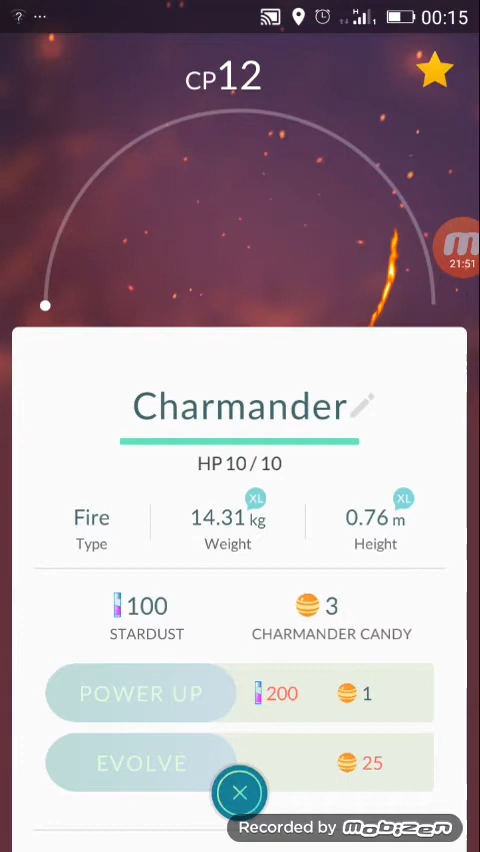 ? ... 00:15
CP12
m
21:51
Charmander
HP 10 / 10
XL XL
Fire 14.31 kg 0.76 m
Type Weight Height
100 3
STARDUST CHARMANDER CANDY
POWER UP 200 1
EVOLVE 25
×
Recorded by mobizen